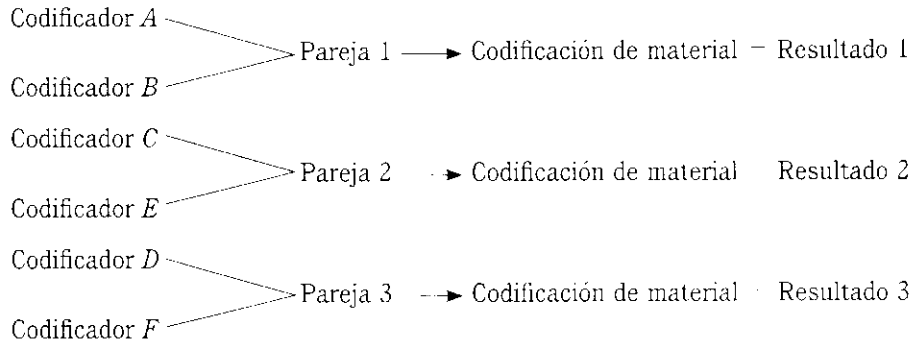 Codificador A
Pareja 1 Codificación de material – Resultado 1
Codificador B
Codificador C
Pareja 2 Codificación de material Resultado 2
Codificador E
Codificador D
Pareja 3 Codificación de material Resultado 3
Codificador F